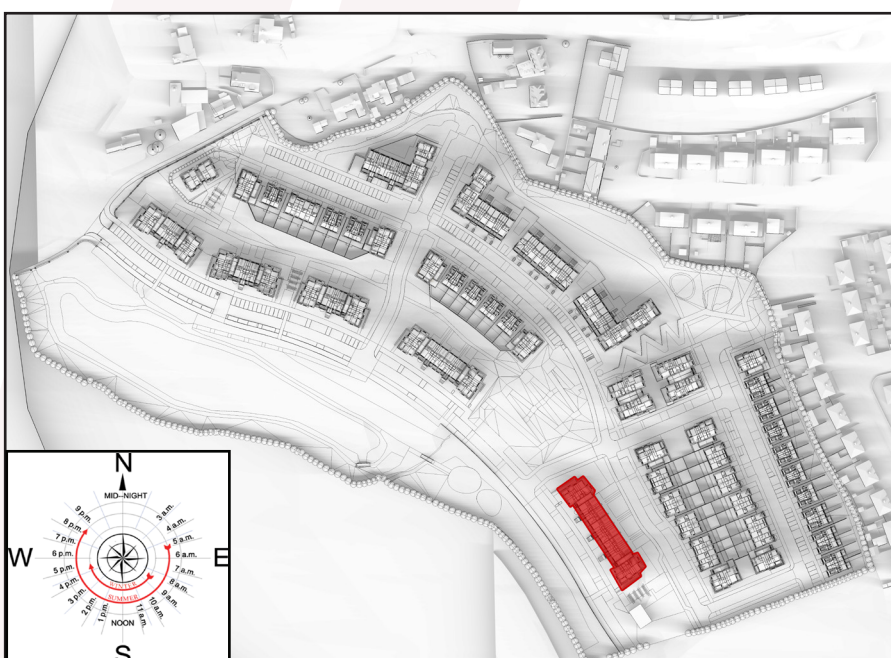 N
MID-NIGHT
9 p.m.
3 a.m.
8 p.m.
4 a.m.
7 p.m.
5 a.m.
W
6 p.m.
6 a.m.
E
5 p.m.
7 a.m.
4 p.m.
8 a.m.
WINTER
3 p.m.
9 a.m.
SUMMER
2 p.m.
10 a.m.
1 p.m.
11 a.m.
NOON
S